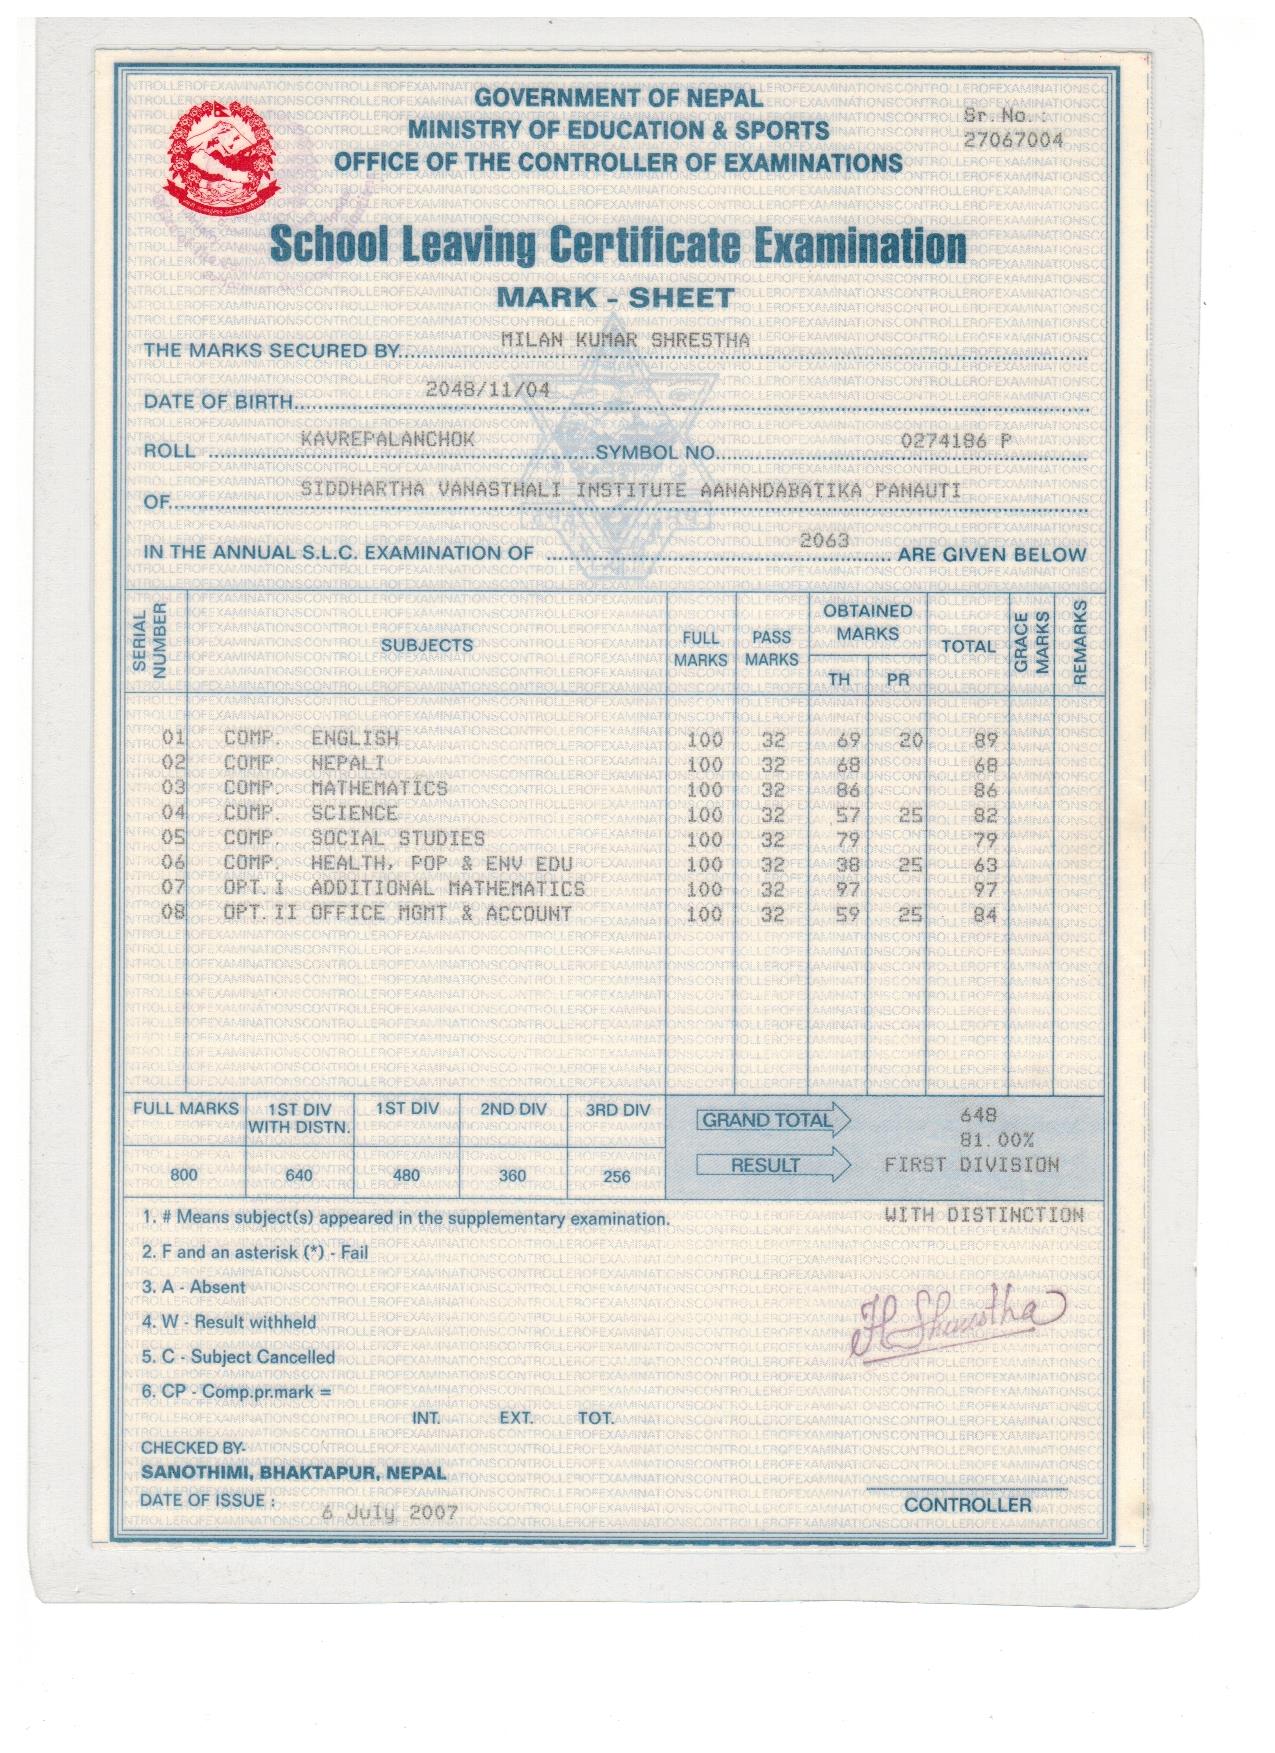 GOVERNMENT OF NEPAL
MINISTRY OF EDUCATION & SPORTS
OFFICE OF THE CONTROLLER OF EXAMINATIONS
Sr. No. :
27067004
School Leaving Certificate Examination
MARK - SHEET
THE MARKS SECURED BY MILAN KUMAR SHRESTHA
DATE OF BIRTH 2048/11/04
ROLL KAVREPALANCHOK SYMBOL NO. 0274186 P
OF SIDDHARTHA VANASTHALI INSTITUTE AANANDABATIKA PANAUTI
IN THE ANNUAL S.L.C. EXAMINATION OF 2063 ARE GIVEN BELOW
SERIAL NUMBER SUBJECTS FULL MARKS PASS MARKS OBTAINED MARKS TH PR TOTAL GRACE MARKS REMARKS
01 COMP. ENGLISH 100 32 69 20 89
02 COMP. NEPALI 100 32 68 68
03 COMP. MATHEMATICS 100 32 86 86
04 COMP. SCIENCE 100 32 57 25 82
05 COMP. SOCIAL STUDIES 100 32 79 79
06 COMP. HEALTH, POP & ENV EDU 100 32 38 25 63
07 OPT. I ADDITIONAL MATHEMATICS 100 32 97 97
08 OPT. II OFFICE MGMT & ACCOUNT 100 32 59 25 84
FULL MARKS 1ST DIV WITH DISTN. 1ST DIV 2ND DIV 3RD DIV
800 640 480 360 256
GRAND TOTAL 648
81.00%
RESULT FIRST DIVISION
WITH DISTINCTION
1. # Means subject(s) appeared in the supplementary examination.
2. F and an asterisk (*) - Fail
3. A - Absent
4. W - Result withheld
5. C - Subject Cancelled
6. CP - Comp.pr.mark =
INT. EXT. TOT.
H Shrestha
CHECKED BY-
SANOTHIMI, BHAKTAPUR, NEPAL
DATE OF ISSUE : 6 July 2007
CONTROLLER